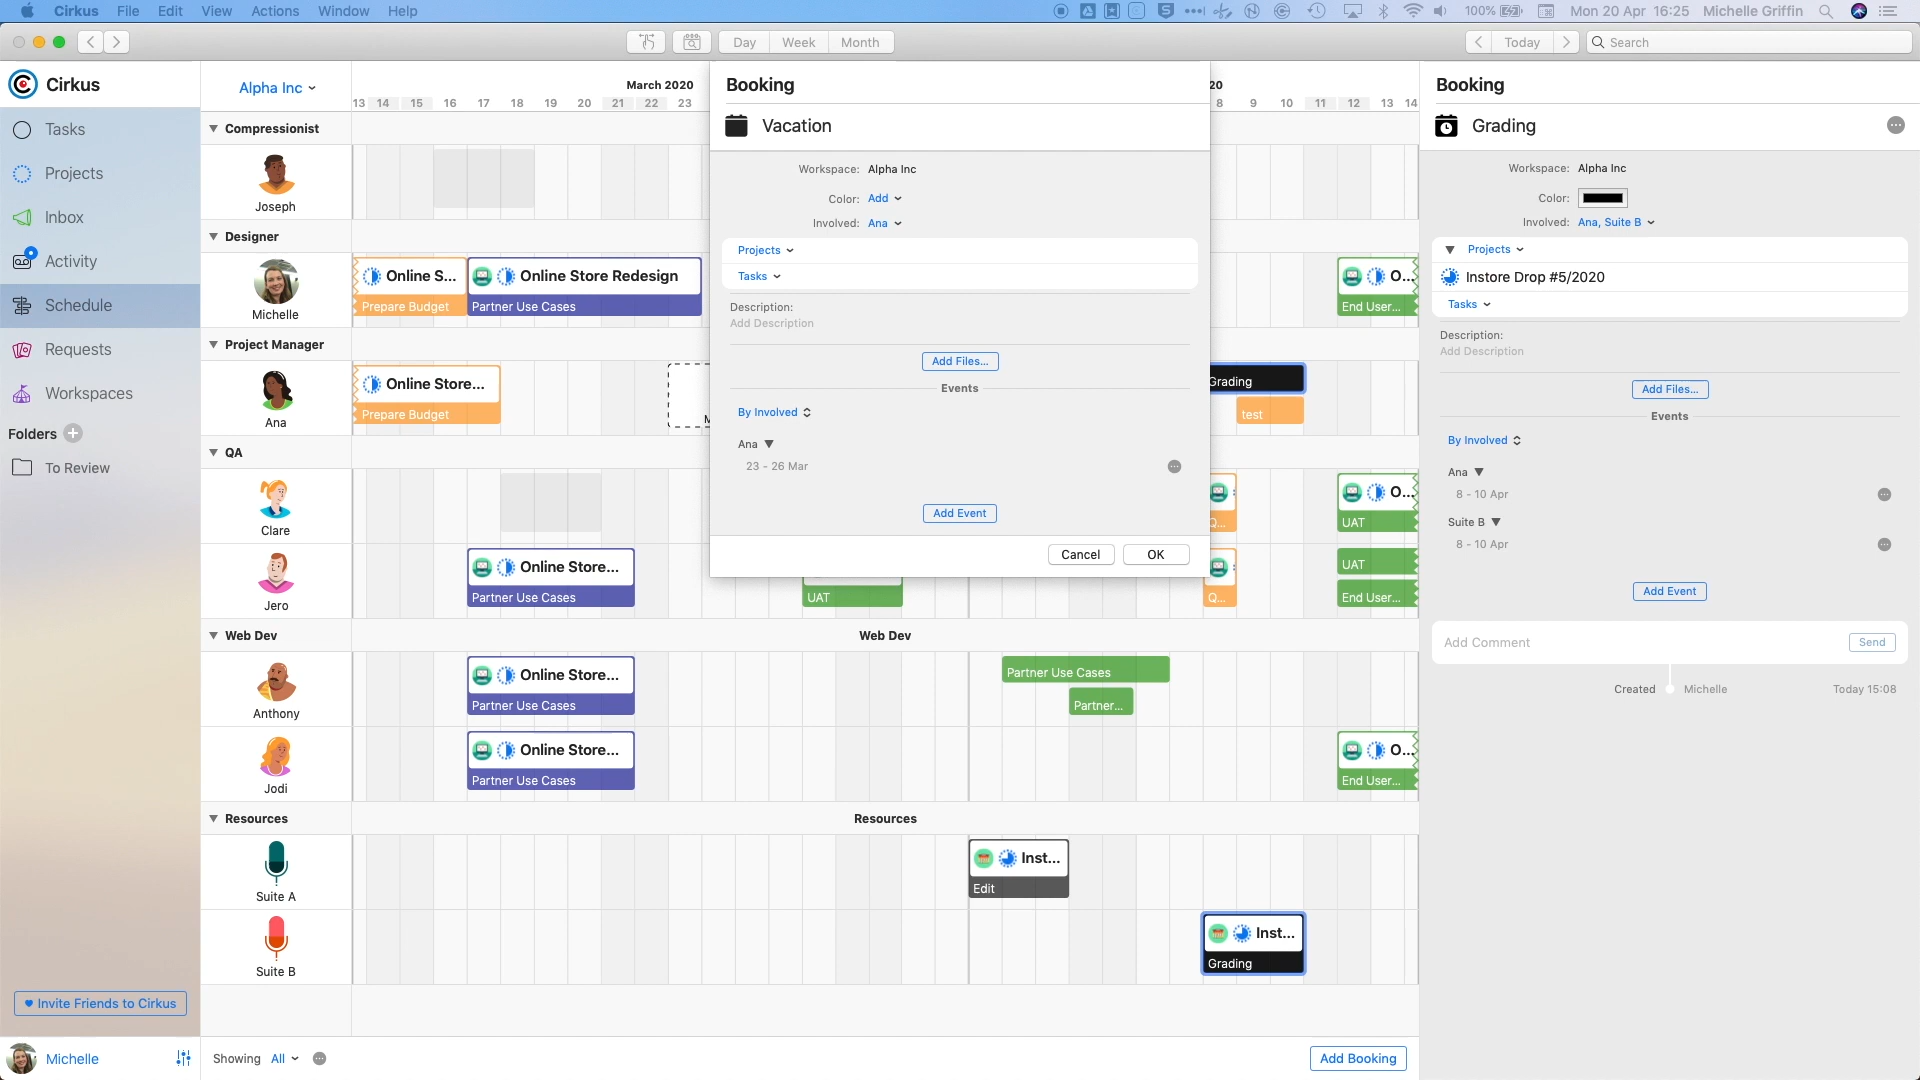 Cirkus File Edit View Actions Window Help 100% Mon 20 Apr 16:25 Michelle Griffin
Day Week Month Today Search
Cirkus
Tasks
Projects
Inbox
Activity
Schedule
Requests
Workspaces
Folders
To Review
Invite Friends to Cirkus
Michelle
Alpha Inc
March 2020
20
13 14 15 16 17 18 19 20 21 22 23
8 9 10 11 12 13 14
Compressionist
Joseph
Designer
Michelle
Online S...
Prepare Budget
Online Store Redesign
Partner Use Cases
O...
End User...
Project Manager
Ana
Online Store...
Prepare Budget
M
Grading
test
QA
Clare
Q...
O...
UAT
Jero
Online Store...
Partner Use Cases
UAT
Q...
UAT
End User...
Web Dev
Web Dev
Anthony
Online Store...
Partner Use Cases
Partner Use Cases
Partner...
Jodi
Online Store...
Partner Use Cases
O...
End User...
Resources
Resources
Suite A
Inst...
Edit
Suite B
Inst...
Grading
Showing All
Add Booking
Booking
Vacation
Workspace: Alpha Inc
Color: Add
Involved: Ana
Projects
Tasks
Description:
Add Description
Add Files...
Events
By Involved
Ana
23 - 26 Mar
Add Event
Cancel OK
Booking
Grading
Workspace: Alpha Inc
Color:
Involved: Ana, Suite B
Projects
Instore Drop #5/2020
Tasks
Description:
Add Description
Add Files...
Events
By Involved
Ana
8 - 10 Apr
Suite B
8 - 10 Apr
Add Event
Add Comment Send
Created Michelle Today 15:08